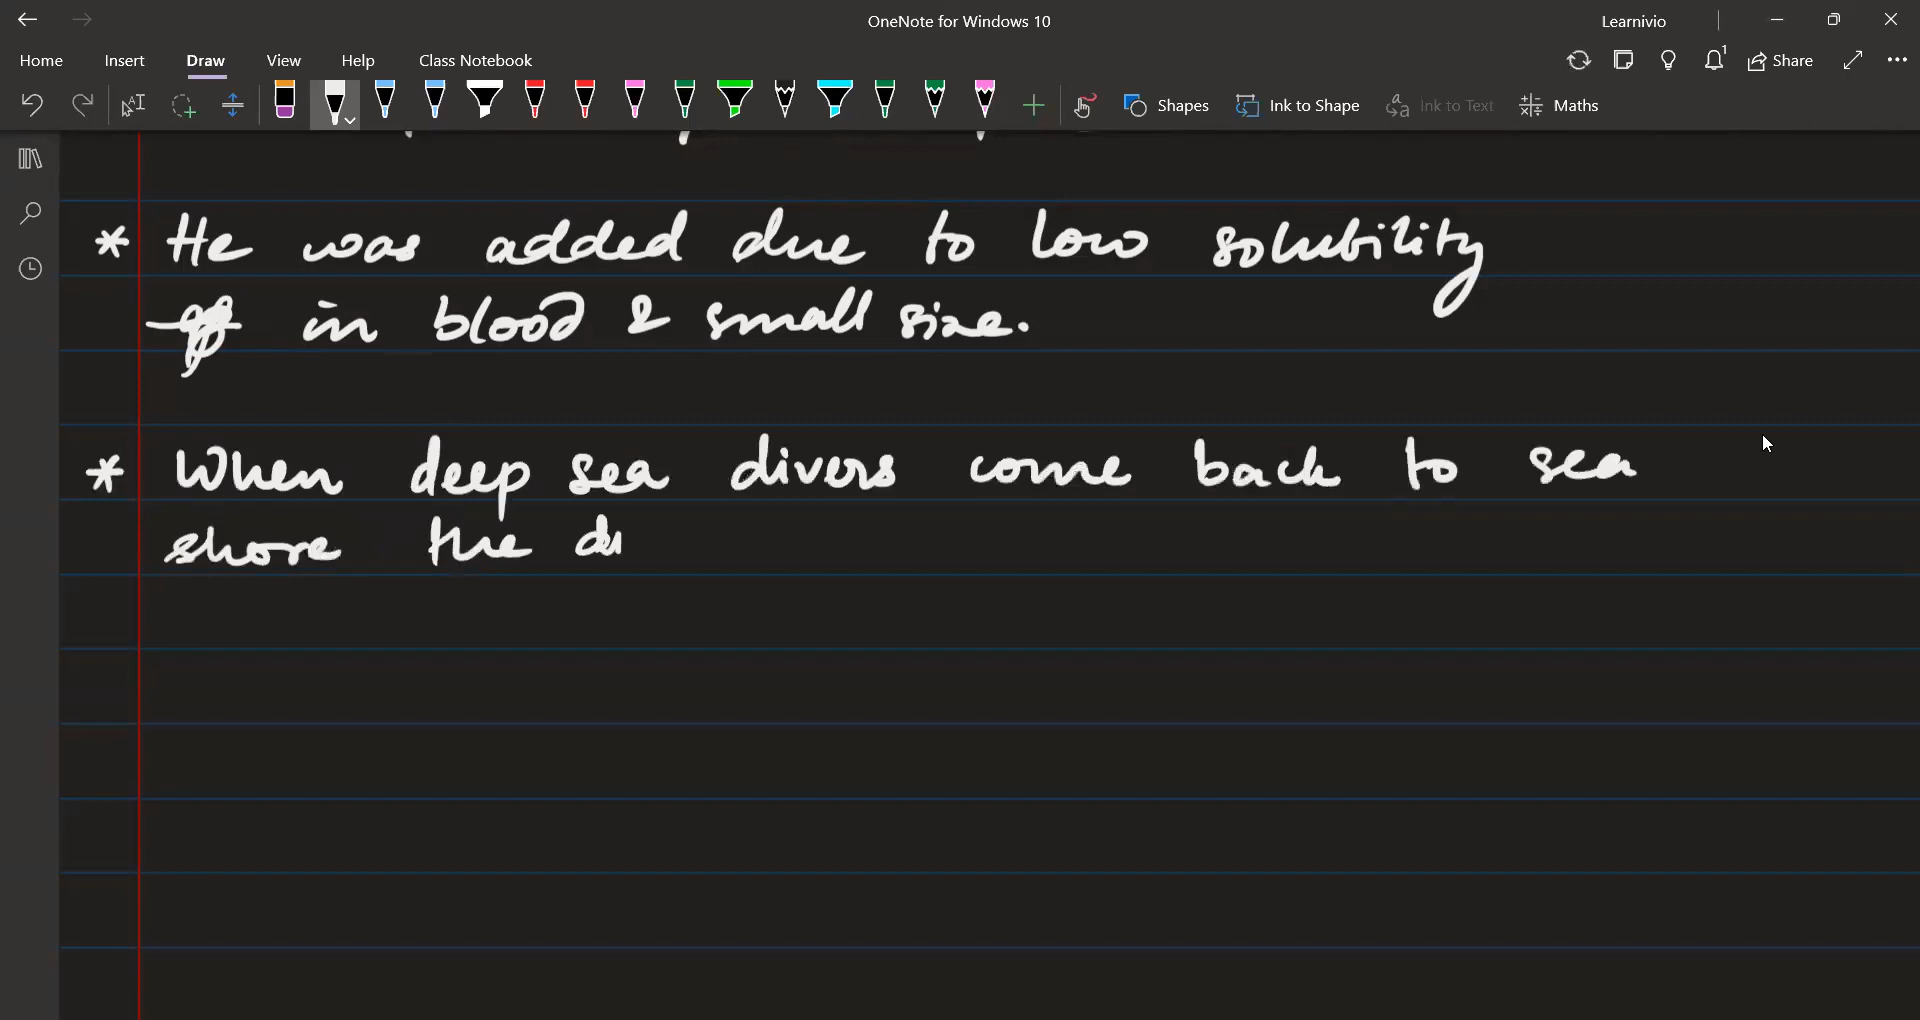 OneNote for Windows 10
Learnivio
Home Insert Draw View Help Class Notebook
1
Share
Shapes Ink to Shape Ink to Text Maths
* He was added due to low solubility
in blood & small size.
* When deep sea divers come back to sea
shore the